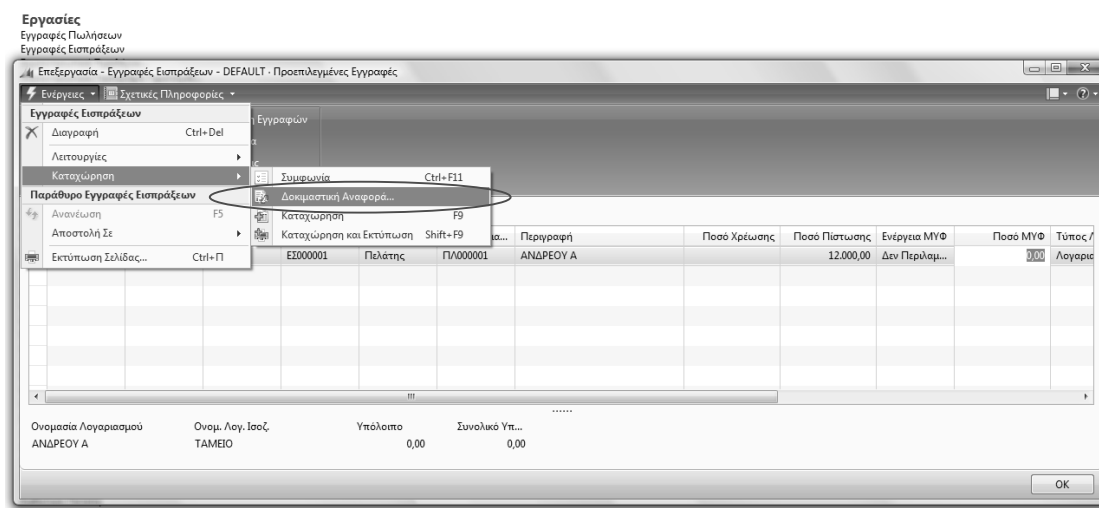 Εργασίες
Εγγραφές Πωλήσεων
Εγγραφές Εισπράξεων
Επεξεργασία - Εγγραφές Εισπράξεων - DEFAULT · Προεπιλεγμένες Εγγραφές
Ενέργειες Σχετικές Πληροφορίες
Εγγραφές Εισπράξεων
Εγγραφών
Διαγραφή Ctrl+Del
Λειτουργίες
Καταχώρηση
Συμφωνία Ctrl+F11
Παράθυρο Εγγραφές Εισπράξεων
Δοκιμαστική Αναφορά...
Ανανέωση F5
Καταχώρηση F9
Αποστολή Σε
Καταχώρηση και Εκτύπωση Shift+F9
Περιγραφή Ποσό Χρέωσης Ποσό Πίστωσης Ενέργεια ΜΥΦ Ποσό ΜΥΦ Τύπος
Εκτύπωση Σελίδας... Ctrl+Π
ΕΣ000001 Πελάτης ΠΛ000001 ΑΝΔΡΕΟΥ Α 12.000,00 Δεν Περιλαμ... 0,00 Λογαρια
Ονομασία Λογαριασμού Ονομ. Λογ. Ισοζ. Υπόλοιπο Συνολικό Υπ...
ΑΝΔΡΕΟΥ Α ΤΑΜΕΙΟ 0,00 0,00
OK